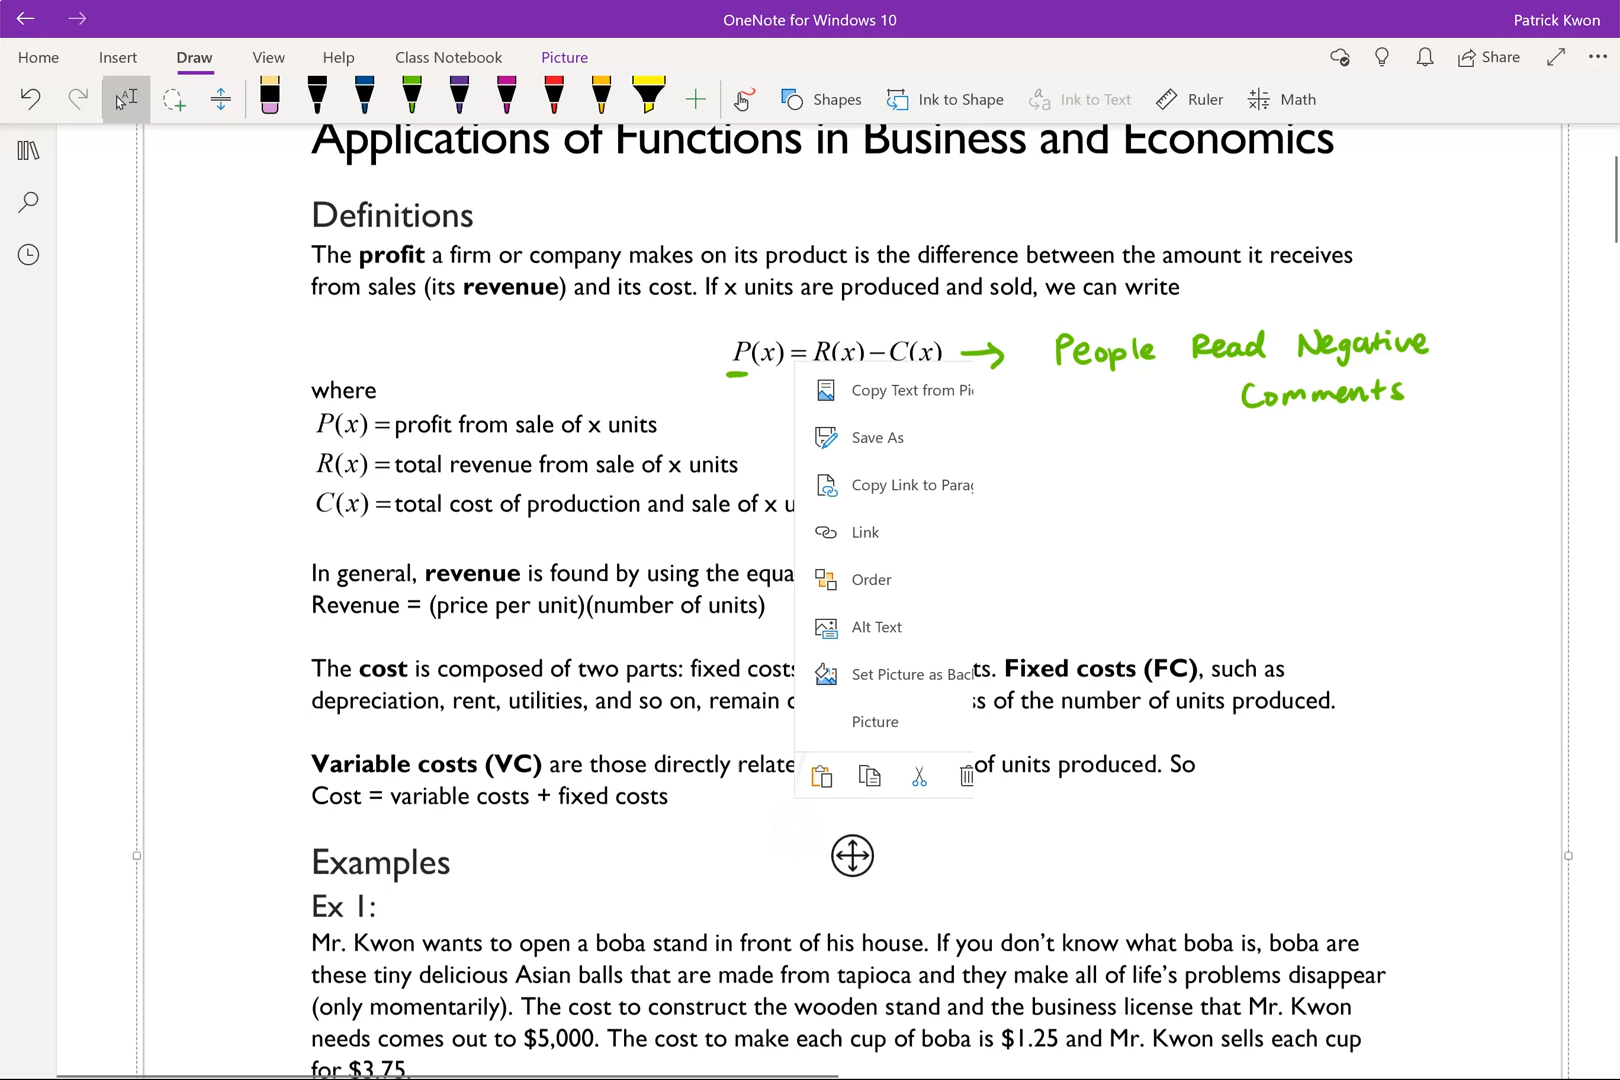 OneNote for Windows 10
Patrick Kwon
Home Insert Draw View Help Class Notebook Picture
Share
Shapes Ink to Shape Ink to Text Ruler Math
Applications of Functions in Business and Economics
Definitions
The profit a firm or company makes on its product is the difference between the amount it receives
from sales (its revenue) and its cost. If x units are produced and sold, we can write
P(x) = R(x) – C(x) → People Read Negative
Comments
where
P(x) = profit from sale of x units
R(x) = total revenue from sale of x units
C(x) = total cost of production and sale of x u
In general, revenue is found by using the equa
Revenue = (price per unit)(number of units)
The cost is composed of two parts: fixed costs ts. Fixed costs (FC), such as
depreciation, rent, utilities, and so on, remain c ss of the number of units produced.
Variable costs (VC) are those directly relate of units produced. So
Cost = variable costs + fixed costs
Copy Text from Pic
Save As
Copy Link to Parag
Link
Order
Alt Text
Set Picture as Bac
Picture
Examples
Ex 1:
Mr. Kwon wants to open a boba stand in front of his house. If you don't know what boba is, boba are
these tiny delicious Asian balls that are made from tapioca and they make all of life's problems disappear
(only momentarily). The cost to construct the wooden stand and the business license that Mr. Kwon
needs comes out to $5,000. The cost to make each cup of boba is $1.25 and Mr. Kwon sells each cup
for $3.75.